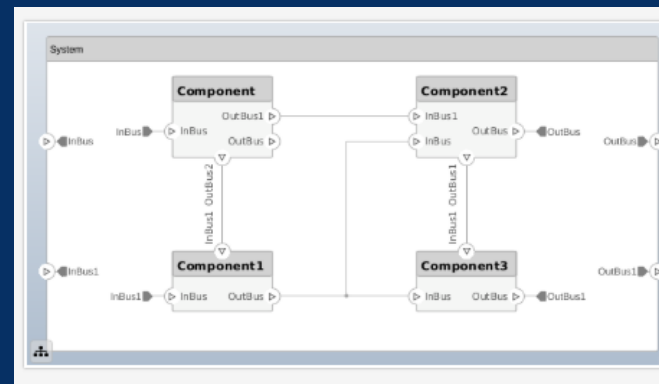 System
Component
Component2
OutBus1
InBus1
InBus
InBus
InBus
OutBus
InBus
OutBus
OutBus
OutBus
InBus1 OutBus2
InBus1 OutBus1
Component1
Component3
InBus1
OutBus1
InBus1
InBus
OutBus
InBus
OutBus
OutBus1